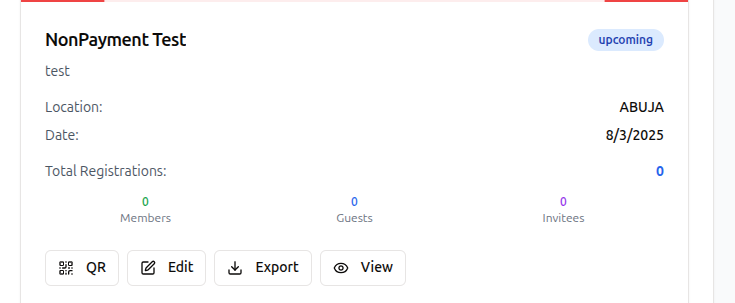 NonPayment Test upcoming
test
Location: ABUJA
Date: 8/3/2025
Total Registrations: 0
0 0 0
Members Guests Invitees
QR Edit Export View